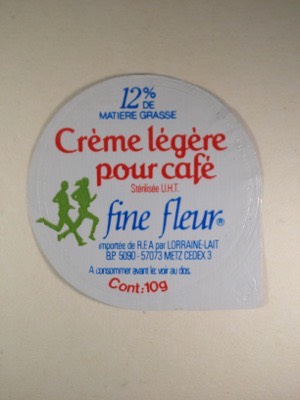 12%
DE
MATIERE GRASSE
Crème légère
pour café
Stérilisée U.H.T.
fine fleur®
importée de R.F.A par LORRAINE-LAIT
B.P. 5090 - 57073 METZ CEDEX 3
A consommer avant le: voir au dos.
Cont: 10g